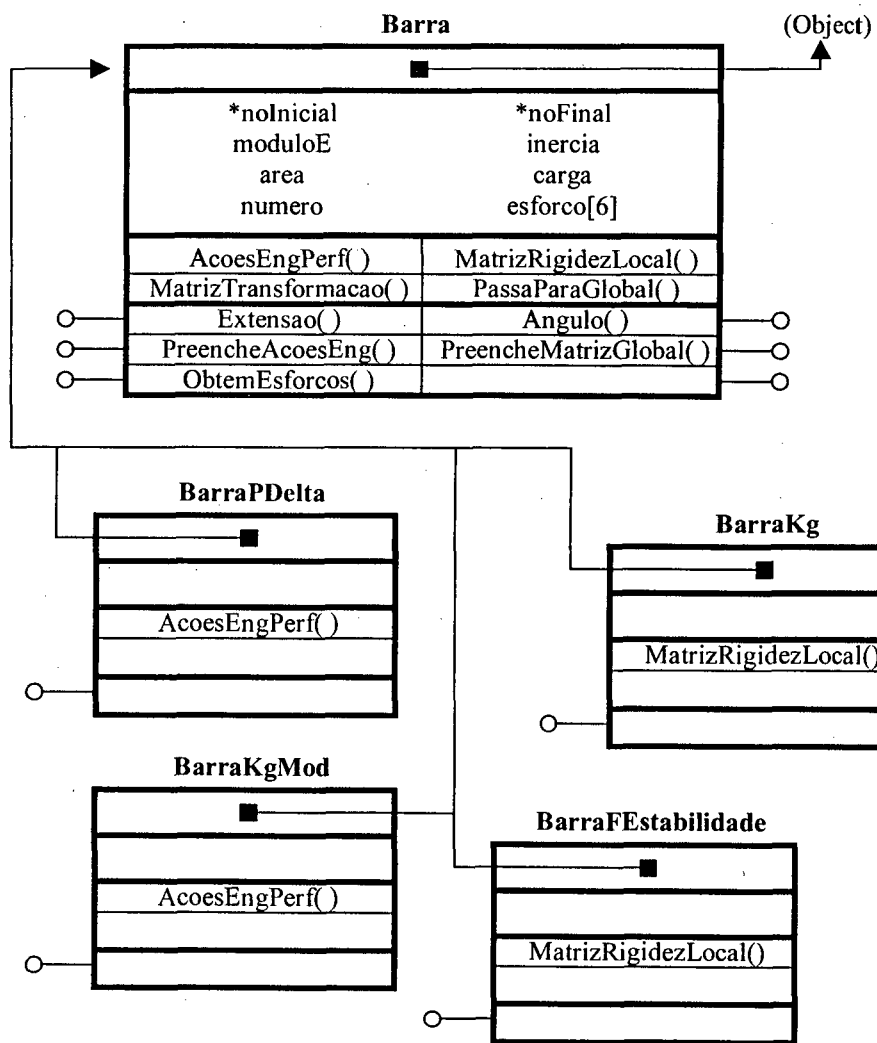 Barra
(Object)
*noInicial *noFinal
moduloE inercia
area carga
numero esforco[6]
AcoesEngPerf( ) MatrizRigidezLocal( )
MatrizTransformacao( ) PassaParaGlobal( )
Extensao( ) Angulo( )
PreencheAcoesEng( ) PreencheMatrizGlobal( )
ObtemEsforcos( )
BarraPDelta
AcoesEngPerf( )
BarraKg
MatrizRigidezLocal()
BarraKgMod
AcoesEngPerf( )
BarraFEstabilidade
MatrizRigidezLocal()